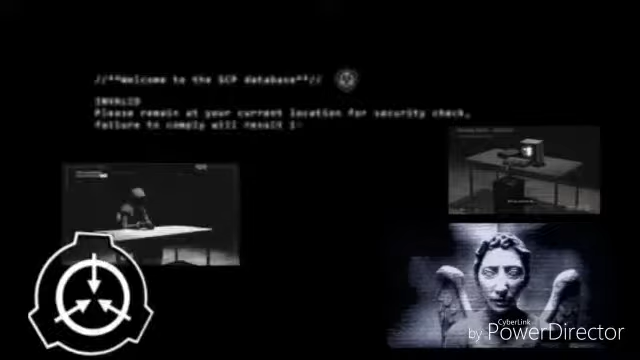 //**Welcome to the SCP database**//
INVALID
Please remain at your current location for security check,
failure to comply will result i-
CyberLink
by PowerDirector